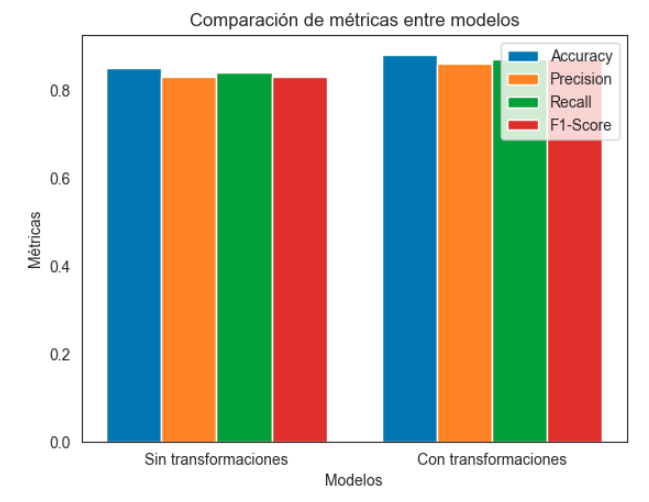 Comparación de métricas entre modelos
Accuracy
Precision
Recall
F1-Score
Métricas
0.8
0.6
0.4
0.2
0.0
Sin transformaciones
Con transformaciones
Modelos